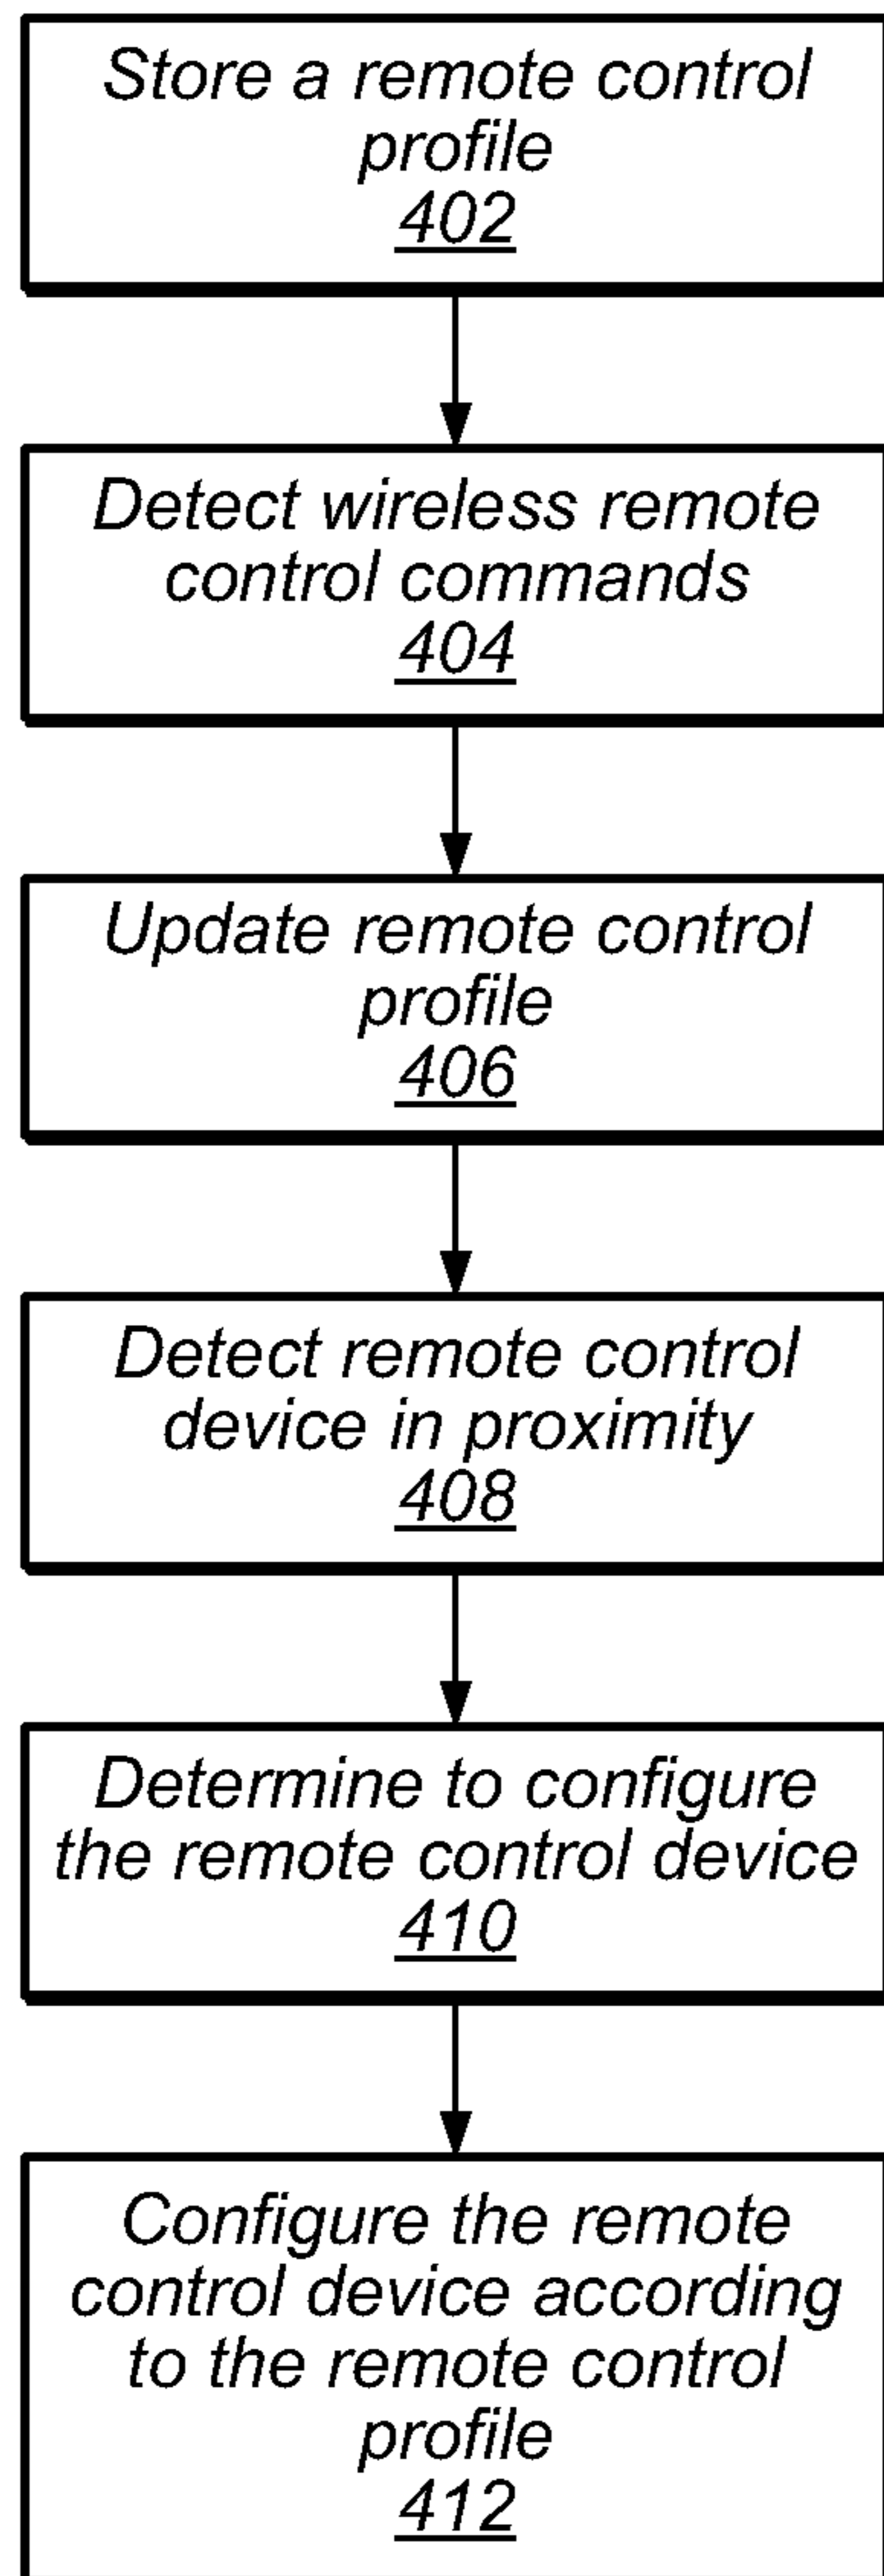 Store a remote control
profile
402
Detect wireless remote
control commands
404
Update remote control
profile
406
Detect remote control
device in proximity
408
Determine to configure
the remote control device
410
Configure the remote
control device according
to the remote control
profile
412